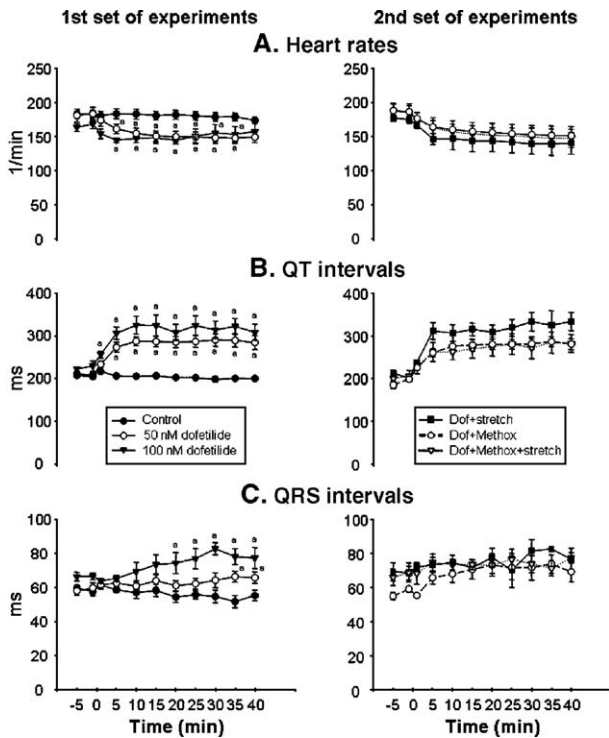 1st set of experiments 2nd set of experiments
A. Heart rates
250 250
200 200
150 150
100 100
50 50
0 0
1/min
a a a a a a a a
a a a a a a a
B. QT intervals
400 400
300 300
200 200
100 100
0 0
ms
a a a a a a a a a
a a a a a a a a
Control
50 nM dofetilide
100 nM dofetilide
Dof+stretch
Dof+Methox
Dof+Methox+stretch
C. QRS intervals
100 100
80 80
60 60
40 40
20 20
0 0
ms
a a a a a
a a
-5 0 5 10 15 20 25 30 35 40 -5 0 5 10 15 20 25 30 35 40
Time (min) Time (min)